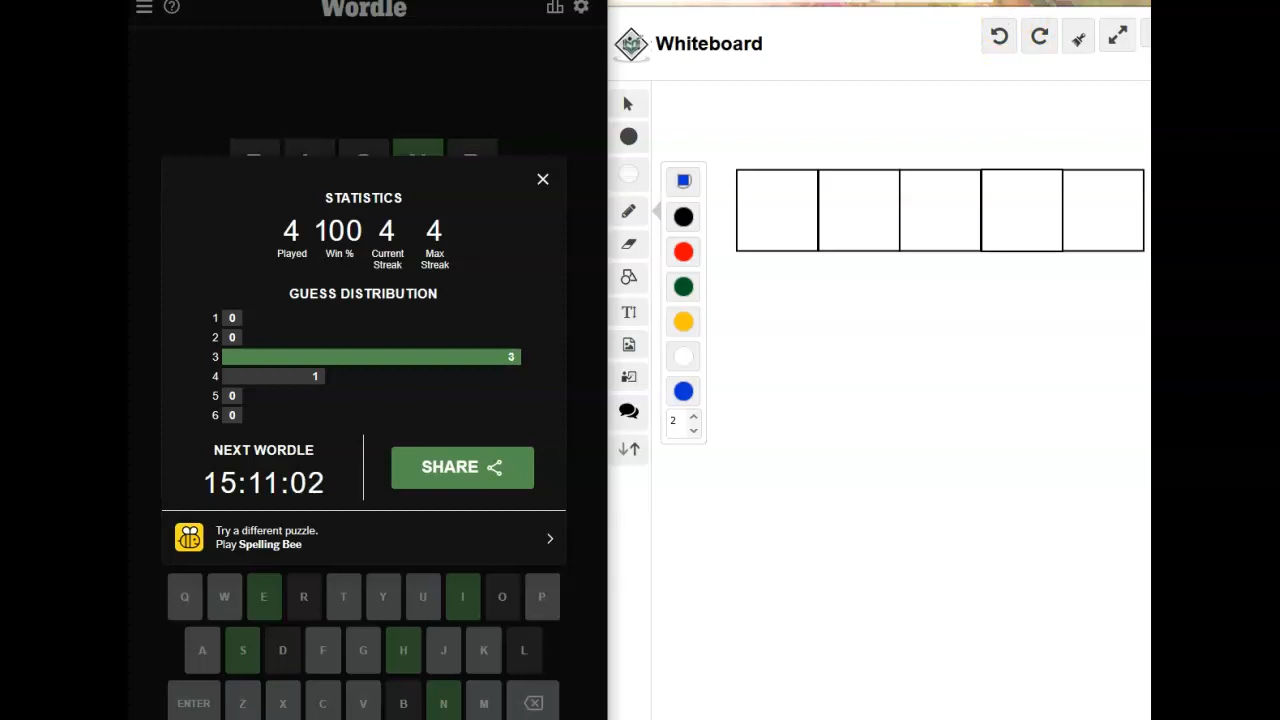 Wordle
Whiteboard
STATISTICS
4 100 4 4
Played Win % Current Streak Max Streak
GUESS DISTRIBUTION
1 0
2 0
3 3
4 1
5 0
6 0
NEXT WORDLE
15:11:02
SHARE
Try a different puzzle.
Play Spelling Bee
Q W E R T Y U I O P
A S D F G H J K L
ENTER Z X C V B N M
TI
2